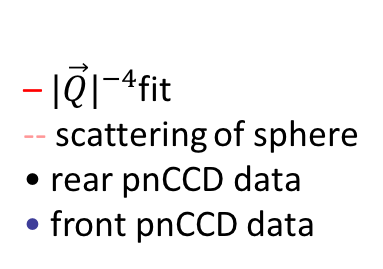 – |Q⃗|⁻⁴fit
-- scattering of sphere
• rear pnCCD data
• front pnCCD data